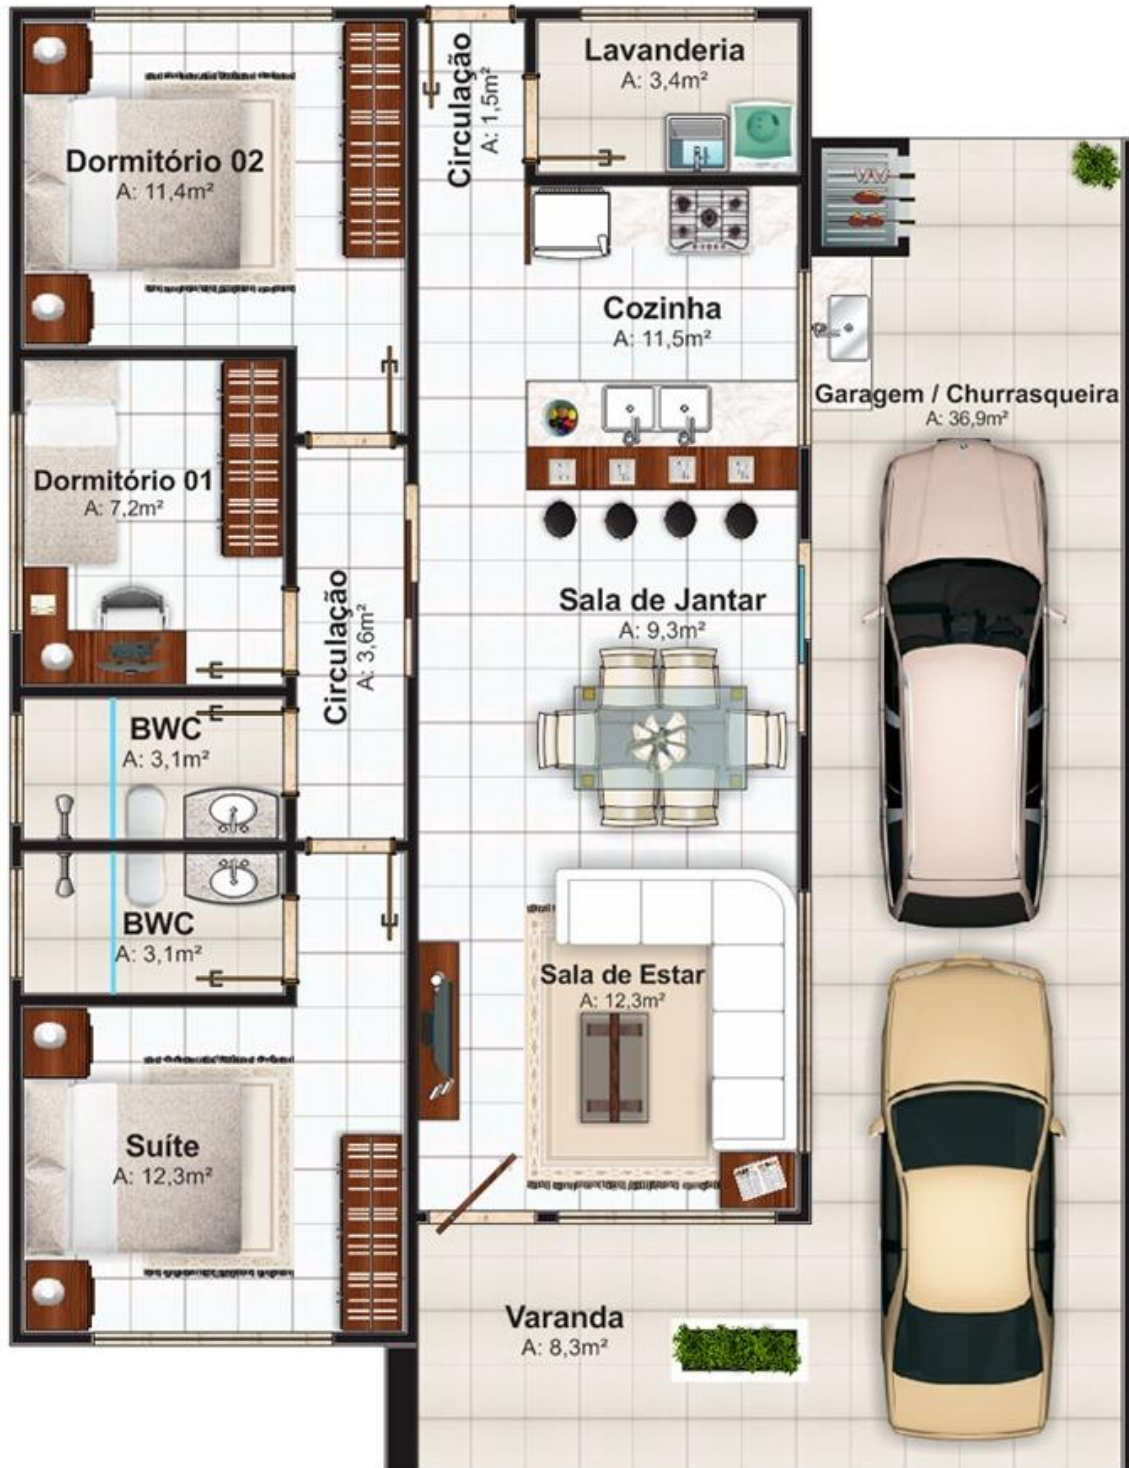 Circulação
A: 1,5m²
Lavanderia
A: 3,4m²
Dormitório 02
A: 11,4m²
Cozinha
A: 11,5m²
Garagem / Churrasqueira
A: 36,9m²
Dormitório 01
A: 7,2m²
Circulação
A: 3,6m²
Sala de Jantar
A: 9,3m²
BWC
A: 3,1m²
BWC
A: 3,1m²
Sala de Estar
A: 12,3m²
Suíte
A: 12,3m²
Varanda
A: 8,3m²